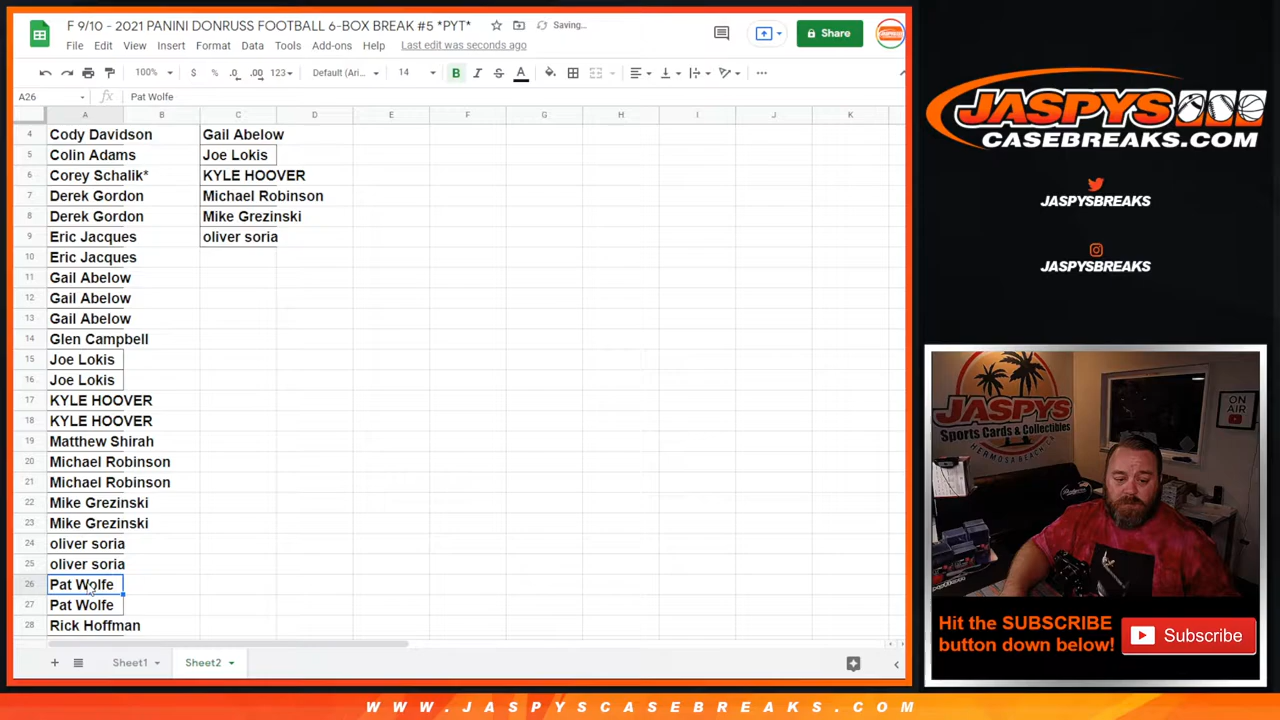 F 9/10 - 2021 PANINI DONRUSS FOOTBALL 6-BOX BREAK #5 *PYT*
Saving...
File Edit View Insert Format Data Tools Add-ons Help Last edit was seconds ago
Share
100% $ % .0 .00 123 Default (Ari... 14 B I S A
A26 fx Pat Wolfe
A B C D E F G H I J K
4 Cody Davidson Gail Abelow
5 Colin Adams Joe Lokis
6 Corey Schalik* KYLE HOOVER
7 Derek Gordon Michael Robinson
8 Derek Gordon Mike Grezinski
9 Eric Jacques oliver soria
10 Eric Jacques
11 Gail Abelow
12 Gail Abelow
13 Gail Abelow
14 Glen Campbell
15 Joe Lokis
16 Joe Lokis
17 KYLE HOOVER
18 KYLE HOOVER
19 Matthew Shirah
20 Michael Robinson
21 Michael Robinson
22 Mike Grezinski
23 Mike Grezinski
24 oliver soria
25 oliver soria
26 Pat Wolfe
27 Pat Wolfe
28 Rick Hoffman
Sheet1 Sheet2
JASPYS
CASEBREAKS.COM
JASPYSBREAKS
JASPYSBREAKS
JASPYS
Sports Cards & Collectibles
HERMOSA BEACH, CA
ON
AIR
Hit the SUBSCRIBE
button down below!
Subscribe
WWW.JASPYSCASEBREAKS.COM